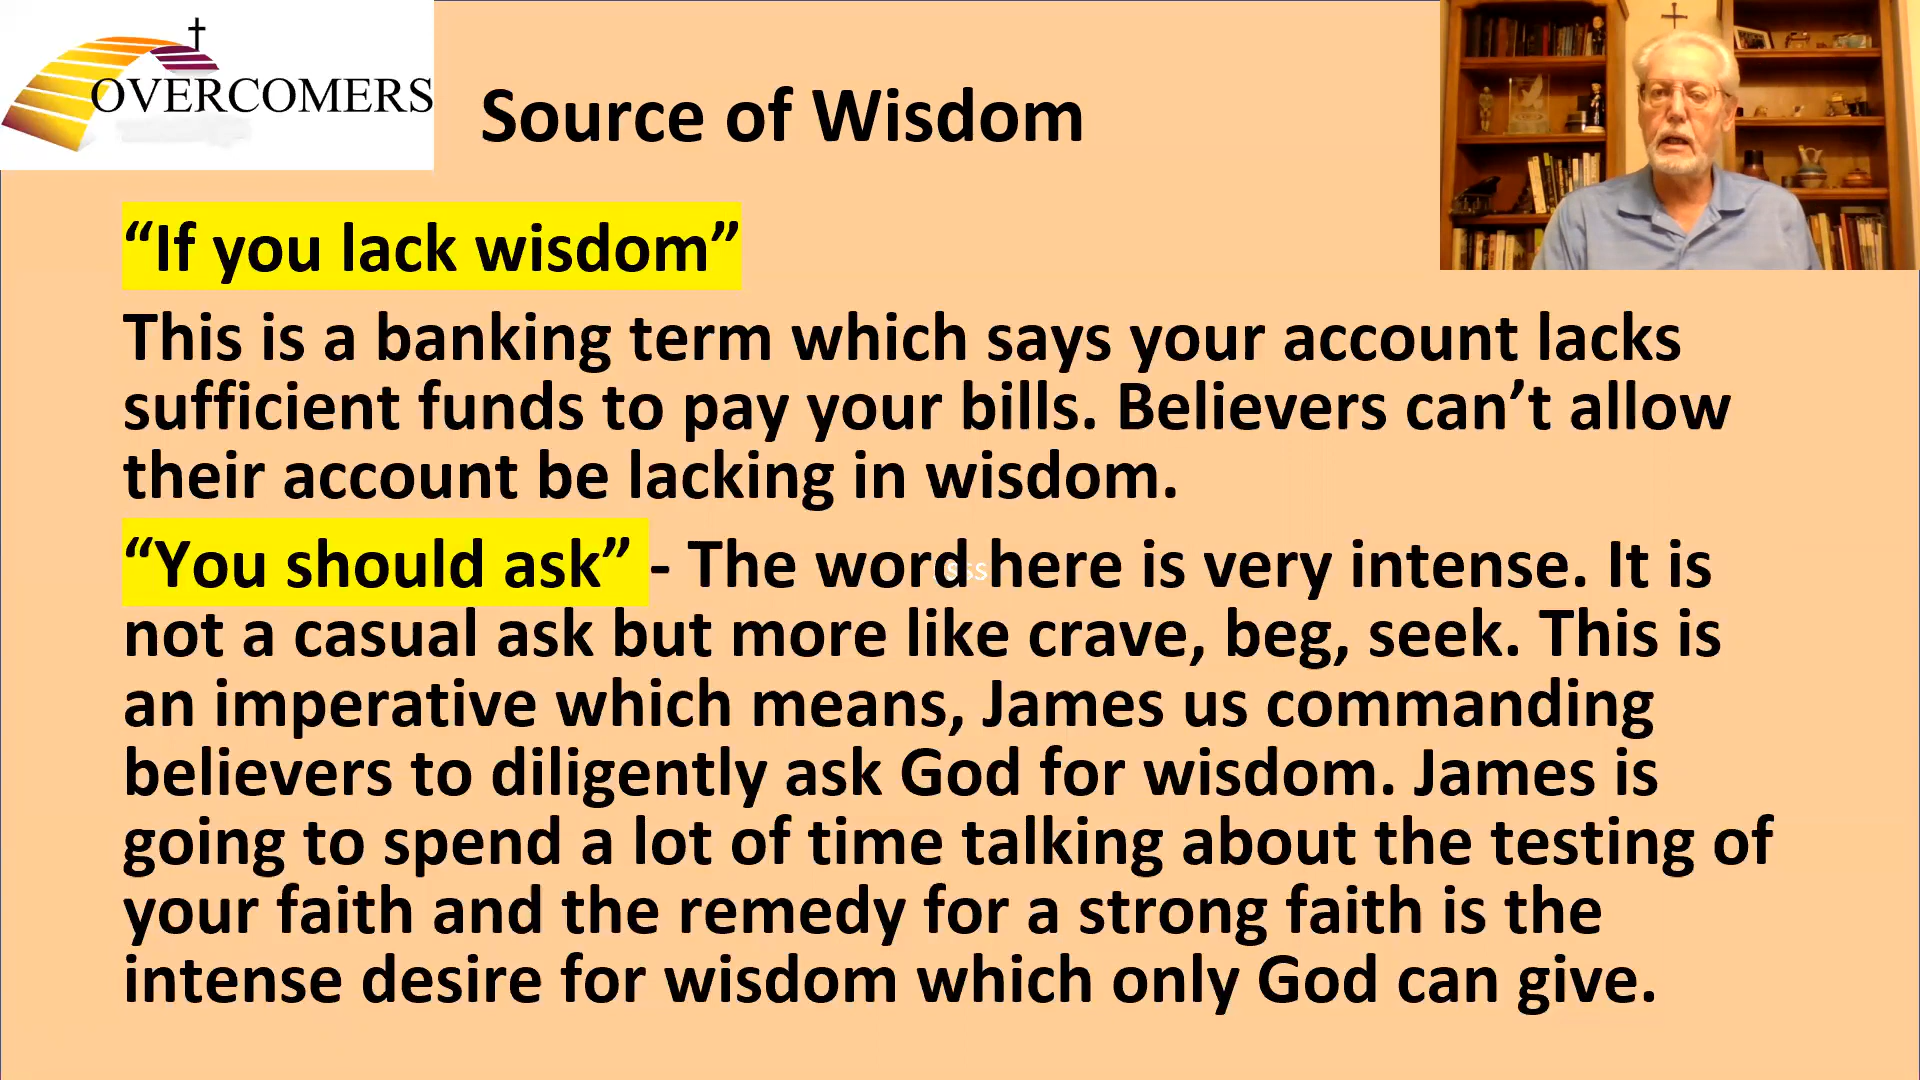 OVERCOMERS
Source of Wisdom
“If you lack wisdom”
This is a banking term which says your account lacks
sufficient funds to pay your bills. Believers can’t allow
their account be lacking in wisdom.
“You should ask” - The word here is very intense. It is
not a casual ask but more like crave, beg, seek. This is
an imperative which means, James us commanding
believers to diligently ask God for wisdom. James is
going to spend a lot of time talking about the testing of
your faith and the remedy for a strong faith is the
intense desire for wisdom which only God can give.